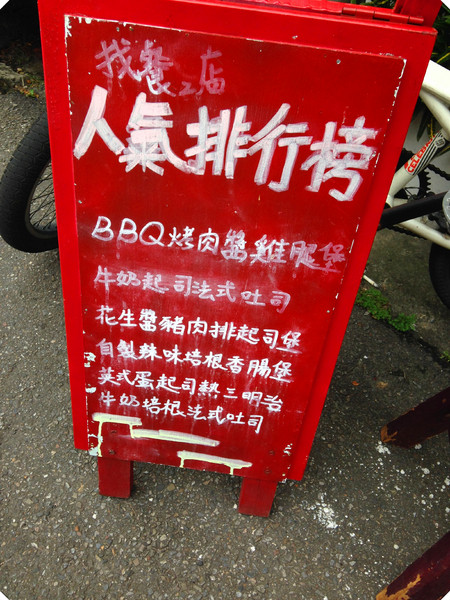 找餐2店
人氣排行榜
BBQ烤肉醬雞腿堡
牛奶起司法式吐司
花生醬豬肉排起司堡
自製辣味培根香腸堡
英式蛋起司熱三明治
牛奶培根法式吐司